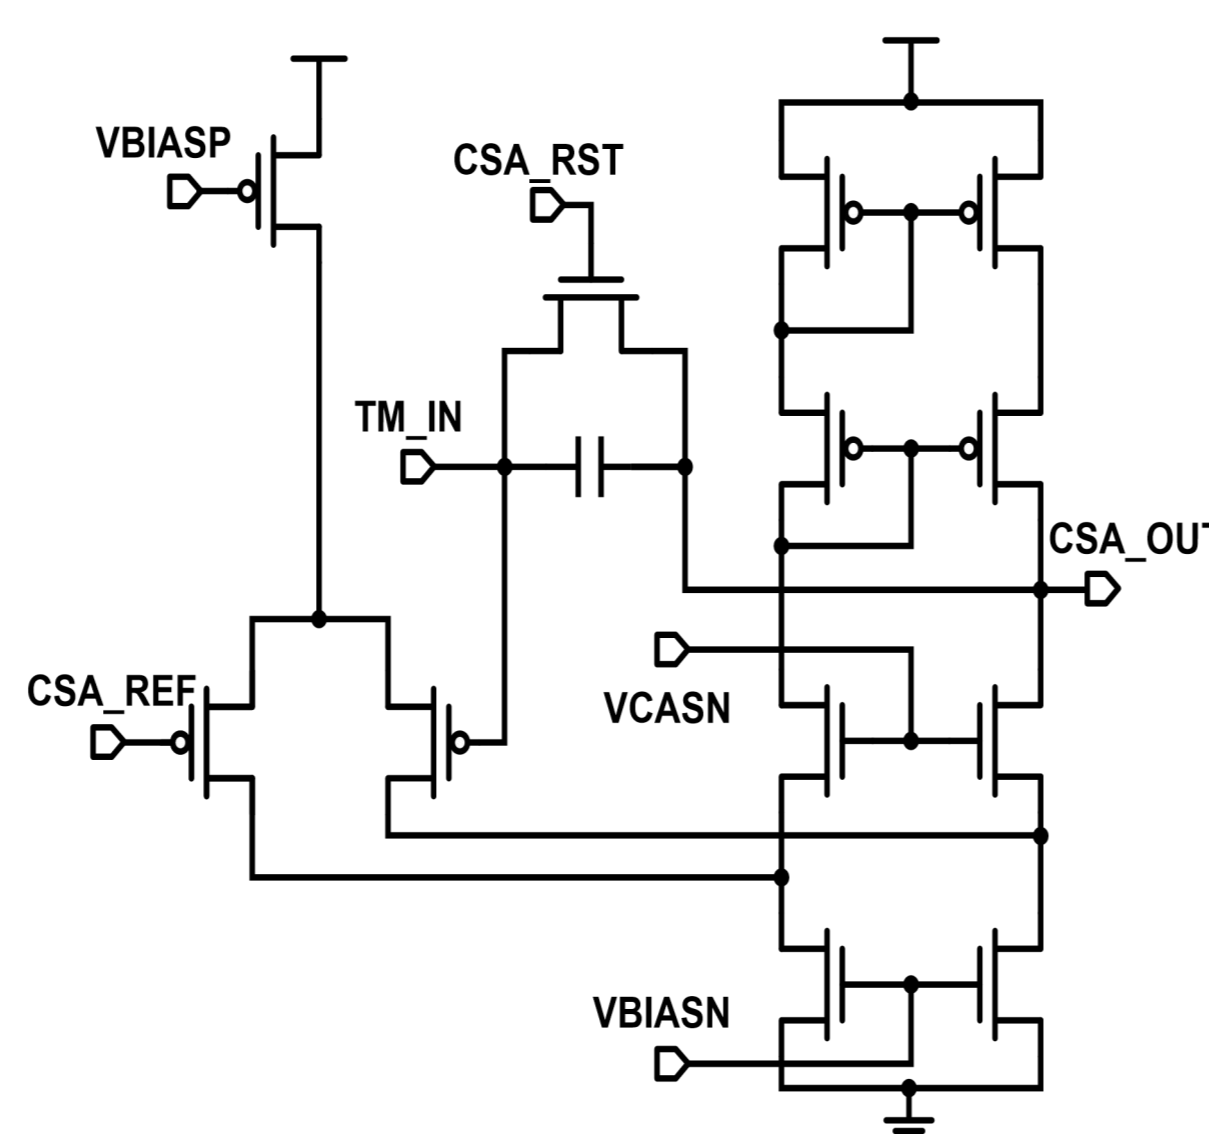 VBIASP
CSA_RST
TM_IN
CSA_OUT
CSA_REF
VCASN
VBIASN